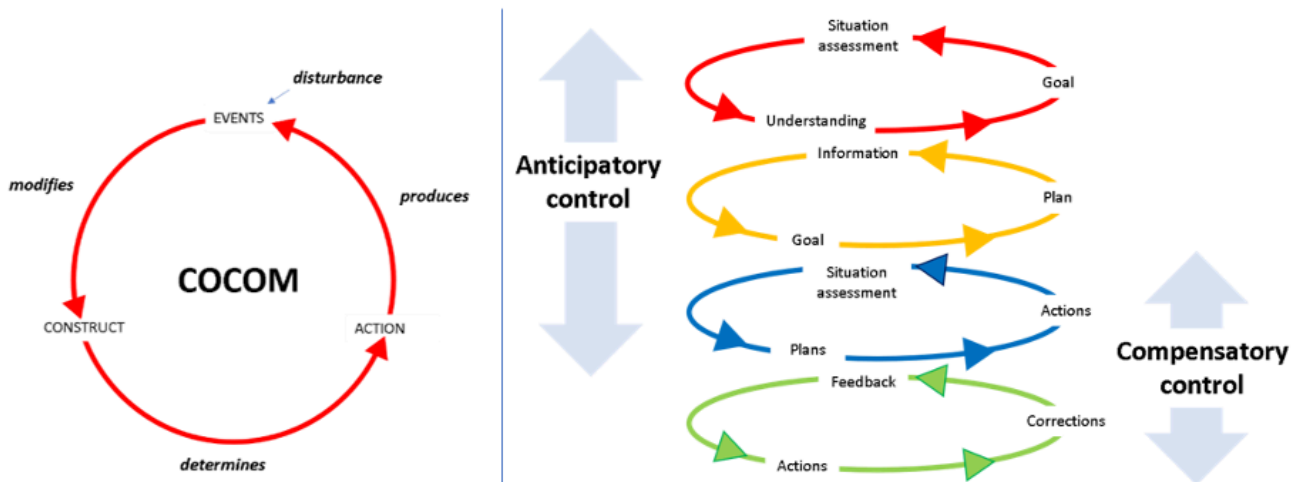 disturbance
EVENTS
modifies
produces
COCOM
CONSTRUCT
ACTION
determines
Anticipatory
control
Situation
assessment
Goal
Understanding
Information
Plan
Goal
Situation
assessment
Actions
Plans
Feedback
Corrections
Actions
Compensatory
control